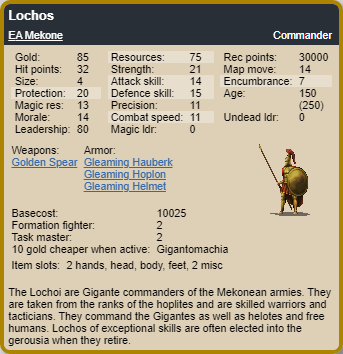 Lochos
EA Mekone Commander
Gold: 85 Resources: 75 Rec points: 30000
Hit points: 32 Strength: 21 Map move: 14
Size: 4 Attack skill: 14 Encumbrance: 7
Protection: 20 Defence skill: 15 Age: 150
Magic res: 13 Precision: 11 (250)
Morale: 14 Combat speed: 11 Undead ldr: 0
Leadership: 80 Magic ldr: 0
Weapons: Armor:
Golden Spear Gleaming Hauberk
Gleaming Hoplon
Gleaming Helmet
Basecost: 10025
Formation fighter: 2
Task master: 2
10 gold cheaper when active: Gigantomachia
Item slots: 2 hands, head, body, feet, 2 misc
The Lochoi are Gigante commanders of the Mekonean armies. They
are taken from the ranks of the hoplites and are skilled warriors and
tacticians. They command the Gigantes as well as helotes and free
humans. Lochos of exceptional skills are often elected into the
gerousia when they retire.